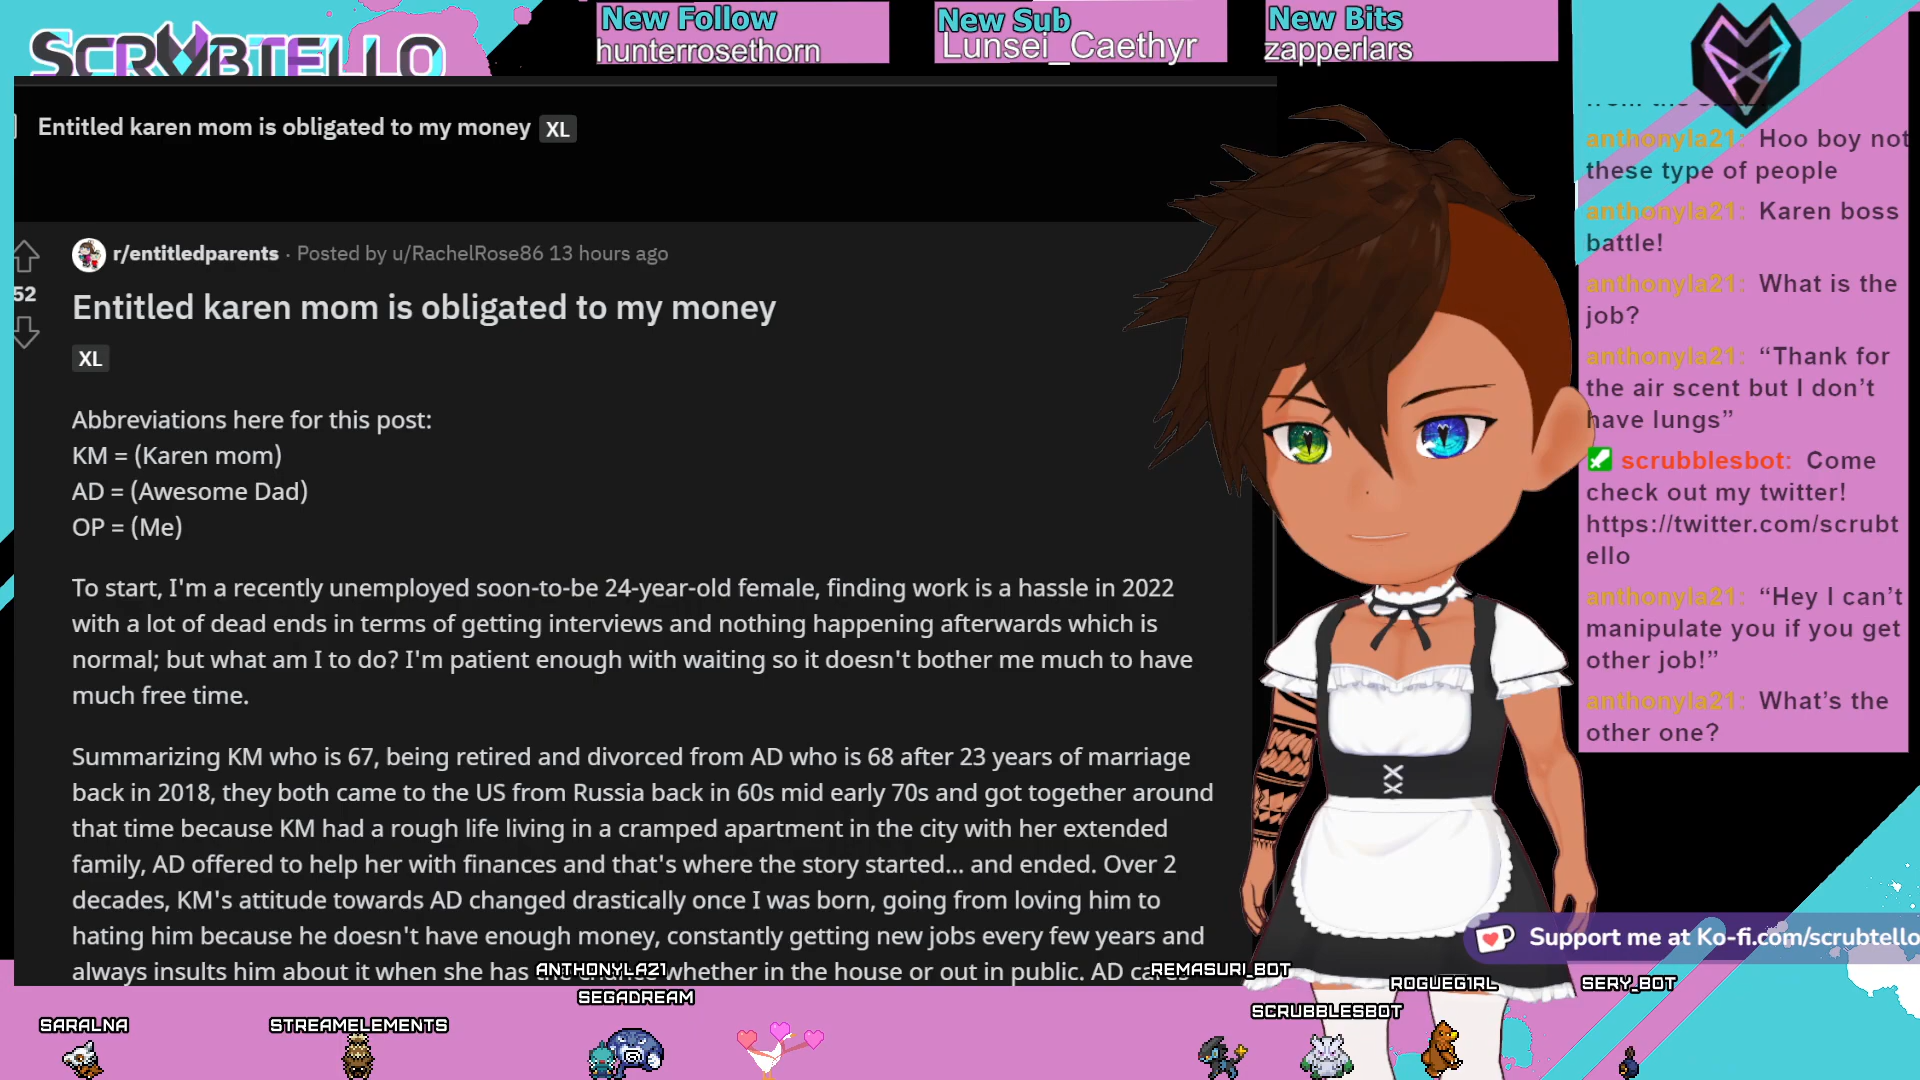 SCRUBTELLO
New Follow
hunterrosethorn
New Sub
Lunsei_Caethyr
New Bits
zapperlars
Entitled karen mom is obligated to my money XL
r/entitledparents · Posted by u/RachelRose86 13 hours ago
52
Entitled karen mom is obligated to my money
XL
Abbreviations here for this post:
KM = (Karen mom)
AD = (Awesome Dad)
OP = (Me)
To start, I'm a recently unemployed soon-to-be 24-year-old female, finding work is a hassle in 2022
with a lot of dead ends in terms of getting interviews and nothing happening afterwards which is
normal; but what am I to do? I'm patient enough with waiting so it doesn't bother me much to have
much free time.
Summarizing KM who is 67, being retired and divorced from AD who is 68 after 23 years of marriage
back in 2018, they both came to the US from Russia back in 60s mid early 70s and got together around
that time because KM had a rough life living in a cramped apartment in the city with her extended
family, AD offered to help her with finances and that's where the story started... and ended. Over 2
decades, KM's attitude towards AD changed drastically once I was born, going from loving him to
hating him because he doesn't have enough money, constantly getting new jobs every few years and
always insults him about it when she has the chance whether in the house or out in public. AD cares
from the
anthonyla21: Hoo boy not
these type of people
anthonyla21: Karen boss
battle!
anthonyla21: What is the
job?
anthonyla21: “Thank for
the air scent but I don’t
have lungs”
scrubblesbot: Come
check out my twitter!
https://twitter.com/scrubt
ello
anthonyla21: “Hey I can’t
manipulate you if you get
other job!”
anthonyla21: What’s the
other one?
Support me at Ko-fi.com/scrubtello
ANTHONYLA21
SEGADREAM
REMASURI_BOT
ROGUEG1RL
SERY_BOT
SCRUBBLESBOT
SARALNA
STREAMELEMENTS